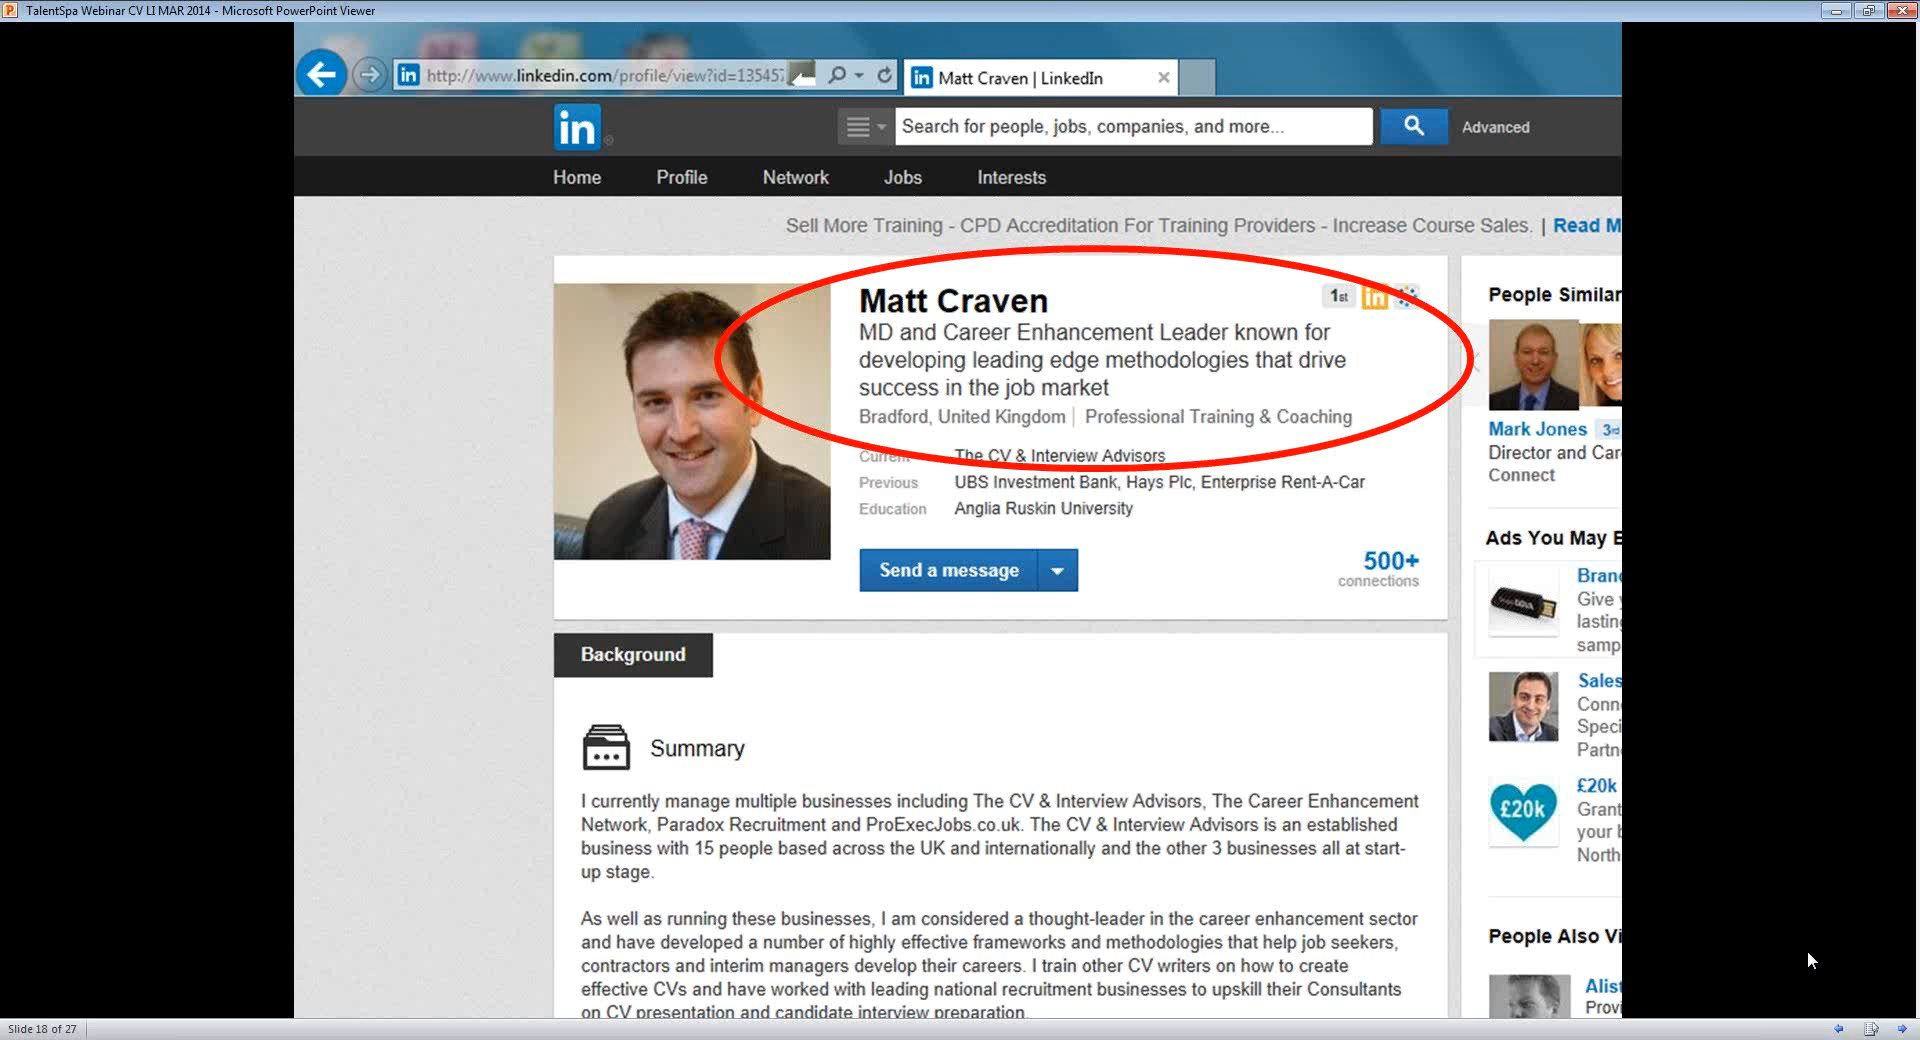 TalentSpa Webinar CV LI MAR 2014 - Microsoft PowerPoint Viewer
in http://www.linkedin.com/profile/view?id=13545
in Matt Craven | LinkedIn
in
Search for people, jobs, companies, and more...
Advanced
Home Profile Network Jobs Interests
Sell More Training - CPD Accreditation For Training Providers - Increase Course Sales. | Read M
Matt Craven
1st in
MD and Career Enhancement Leader known for
developing leading edge methodologies that drive
success in the job market
Bradford, United Kingdom | Professional Training & Coaching
Current The CV & Interview Advisors
Previous UBS Investment Bank, Hays Plc, Enterprise Rent-A-Car
Education Anglia Ruskin University
Send a message
500+
connections
Background
Summary
I currently manage multiple businesses including The CV & Interview Advisors, The Career Enhancement
Network, Paradox Recruitment and ProExecJobs.co.uk. The CV & Interview Advisors is an established
business with 15 people based across the UK and internationally and the other 3 businesses all at start-
up stage.
As well as running these businesses, I am considered a thought-leader in the career enhancement sector
and have developed a number of highly effective frameworks and methodologies that help job seekers,
contractors and interim managers develop their careers. I train other CV writers on how to create
effective CVs and have worked with leading national recruitment businesses to upskill their Consultants
on CV presentation and candidate interview preparation.
People Similar
Mark Jones 3rd
Director and Car
Connect
Ads You May E
Bran
Give
lastin
samp
Sales
Conn
Speci
Partn
£20k
£20k
Grant
your
North
People Also Vi
Alist
Provi
Slide 18 of 27